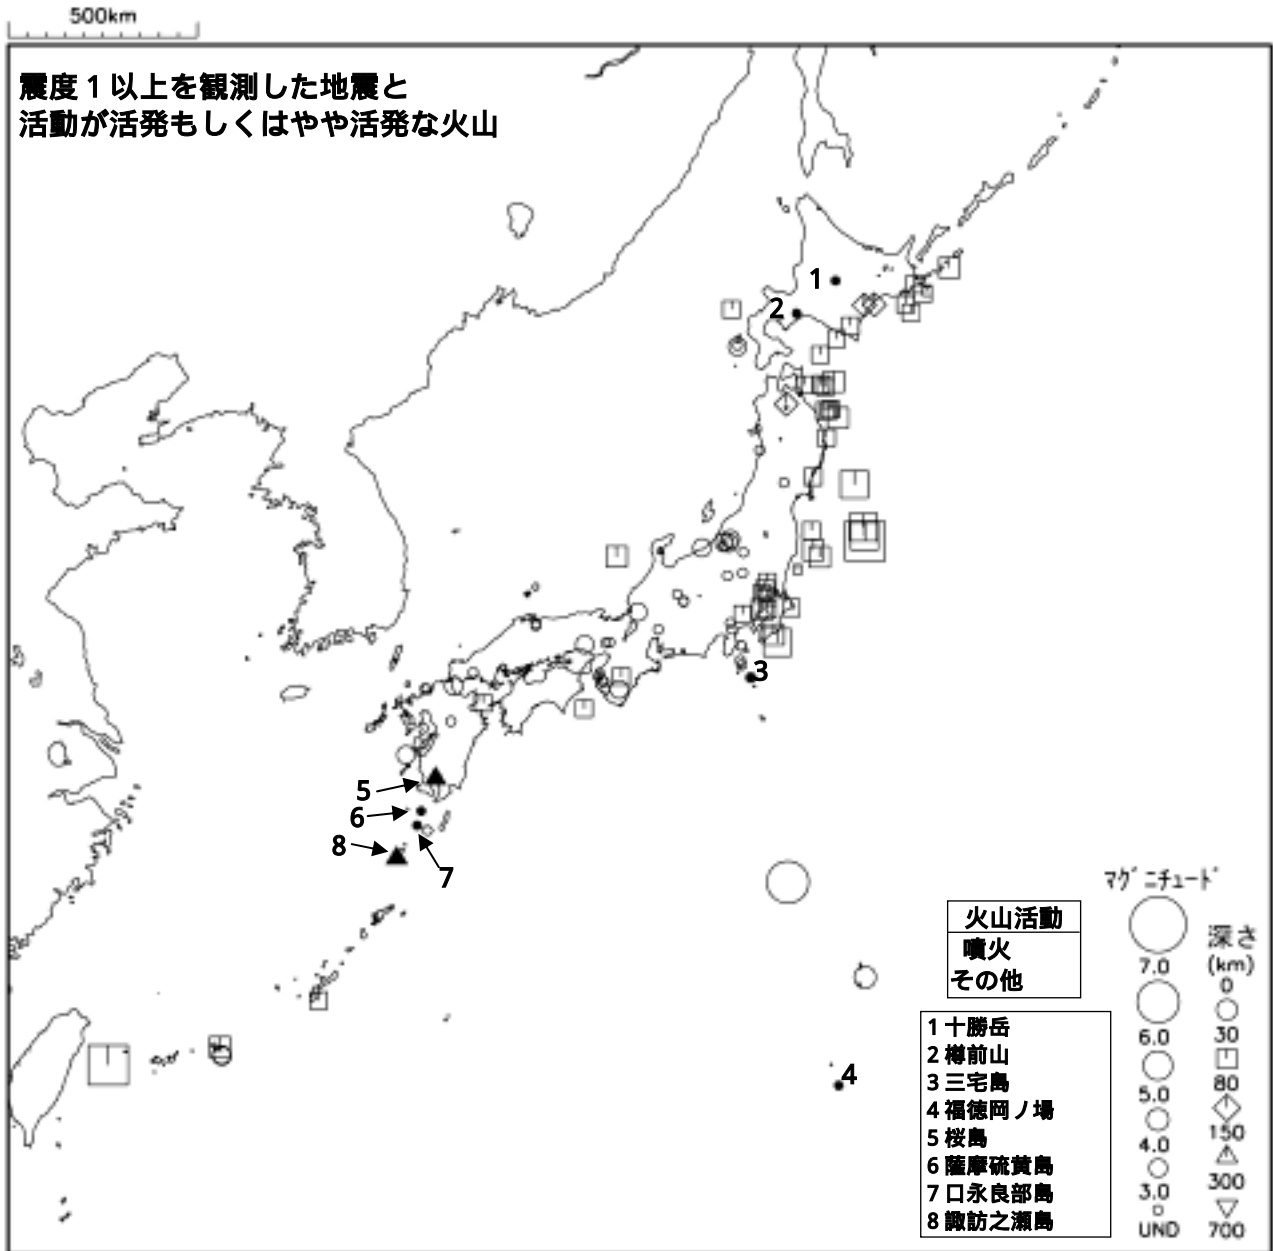 500km
震度１以上を観測した地震と
活動が活発もしくはやや活発な火山
1
2
3
5
6
8
7
4
火山活動
噴火
その他
1 十勝岳
2 樽前山
3 三宅島
4 福徳岡ノ場
5 桜島
6 薩摩硫黄島
7 口永良部島
8 諏訪之瀬島
ﾏｸﾞﾆﾁｭｰﾄﾞ
7.0
6.0
5.0
4.0
3.0
UND
深さ
(km)
0
30
80
150
300
700